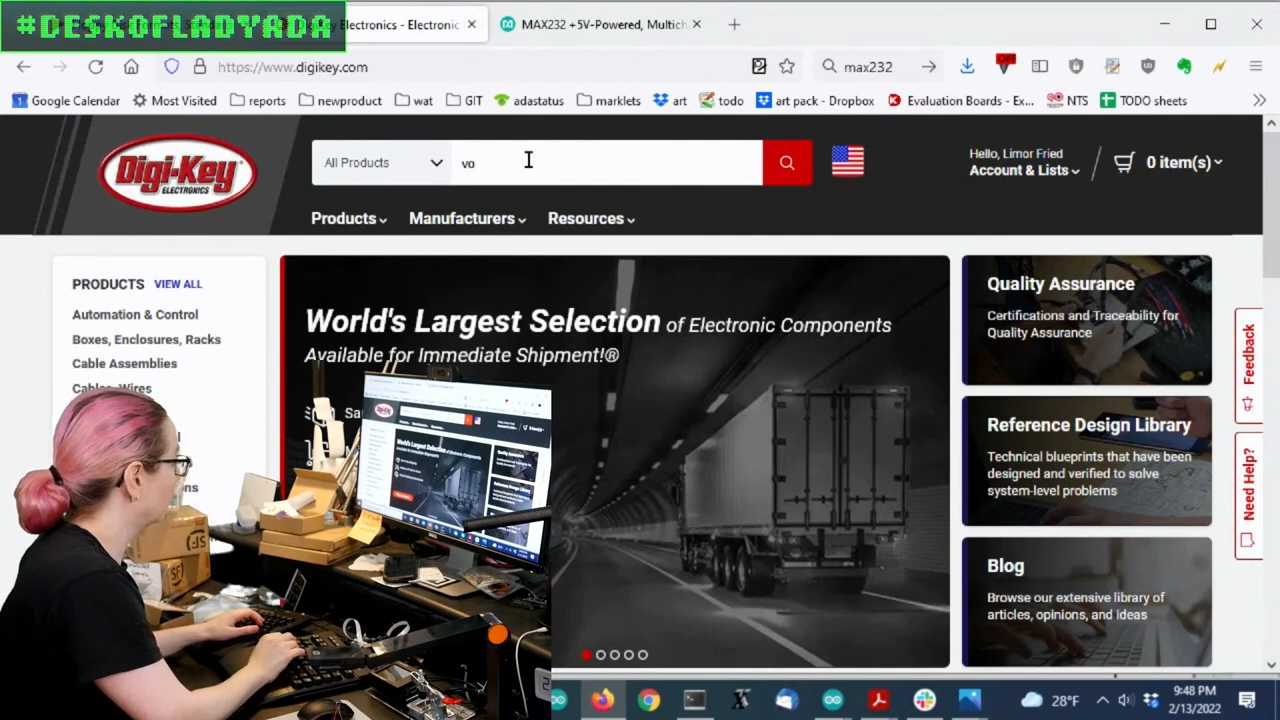 #DESKOFLADYADA
Key Electronics - Electronic
MAX232 +5V-Powered, Multich
https://www.digikey.com
max232
OFF
Google Calendar
Most Visited
reports
newproduct
wat
GIT
adastatus
marklets
art
todo
art pack - Dropbox
Evaluation Boards - Ex...
NTS
TODO sheets
Digi-Key
ELECTRONICS
All Products
vo
Hello, Limor Fried
Account & Lists
0 item(s)
Products
Manufacturers
Resources
PRODUCTS VIEW ALL
Automation & Control
Boxes, Enclosures, Racks
Cable Assemblies
Cables, Wires
World's Largest Selection of Electronic Components
Available for Immediate Shipment!®
Quality Assurance
Certifications and Traceability for
Quality Assurance
Reference Design Library
Technical blueprints that have been
designed and verified to solve
system-level problems
Blog
Browse our extensive library of
articles, opinions, and ideas
Feedback
Need Help?
28°F
9:48 PM
2/13/2022